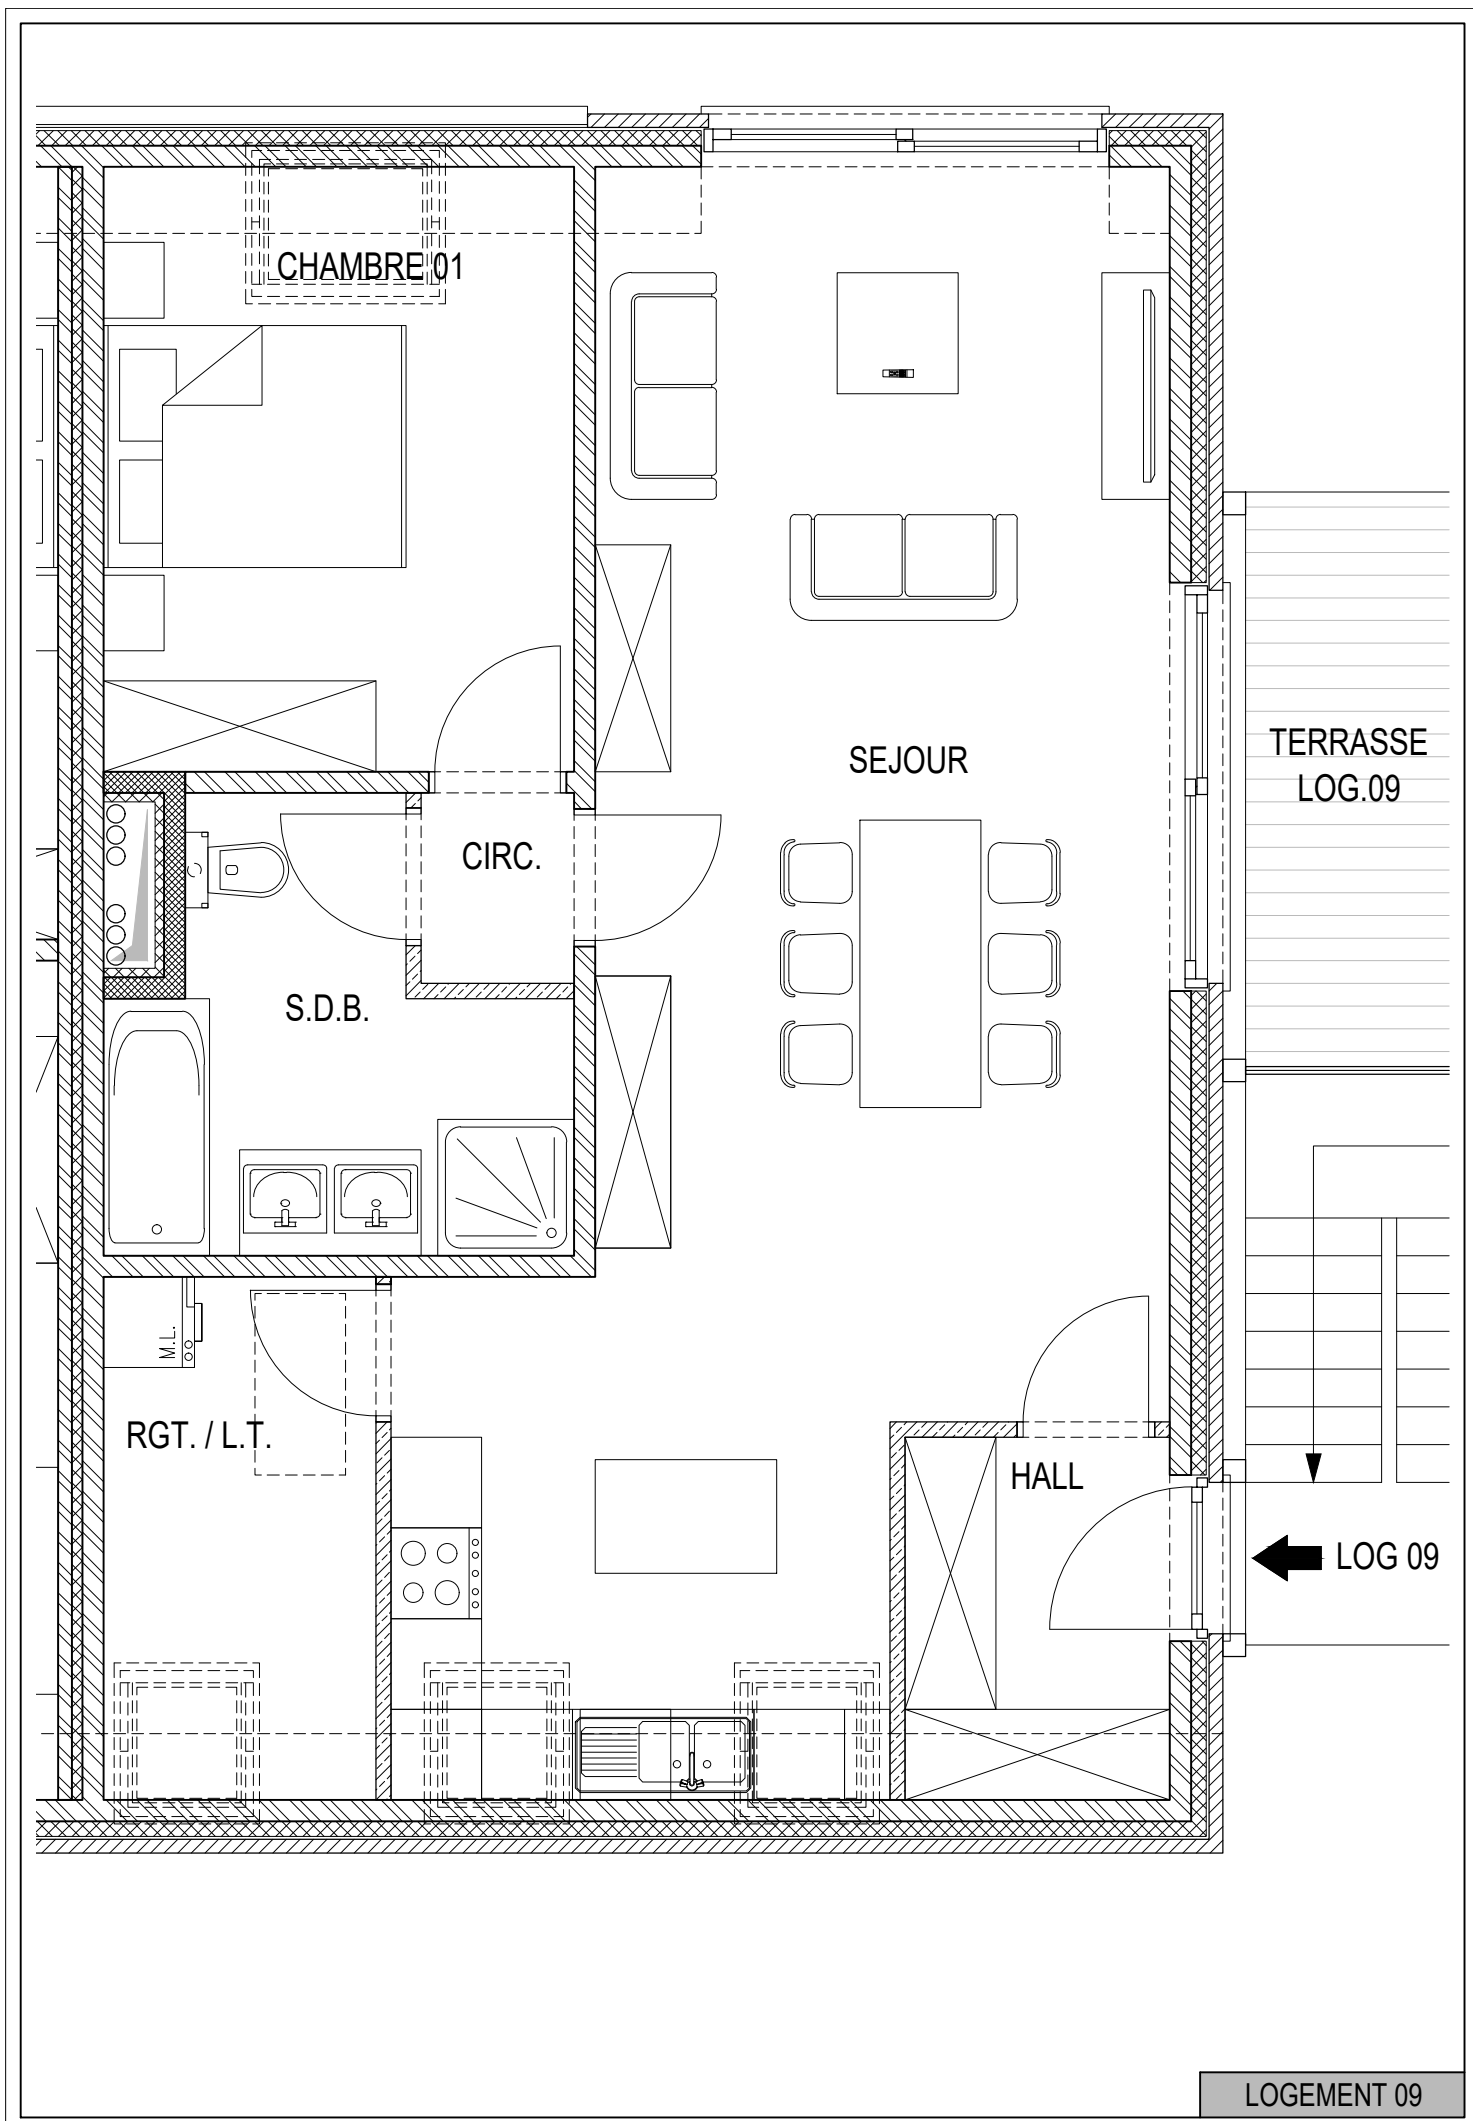 CHAMBRE 01
SEJOUR
TERRASSE
LOG.09
CIRC.
S.D.B.
M.L.
RGT. / L.T.
HALL
LOG 09
LOGEMENT 09